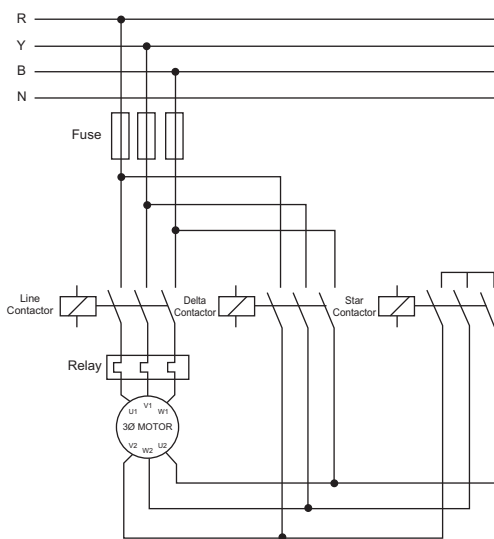 R
Y
B
N
Fuse
Line
Contactor
Delta
Contactor
Star
Contactor
Relay
U1 V1 W1
3Ø MOTOR
V2 W2 U2